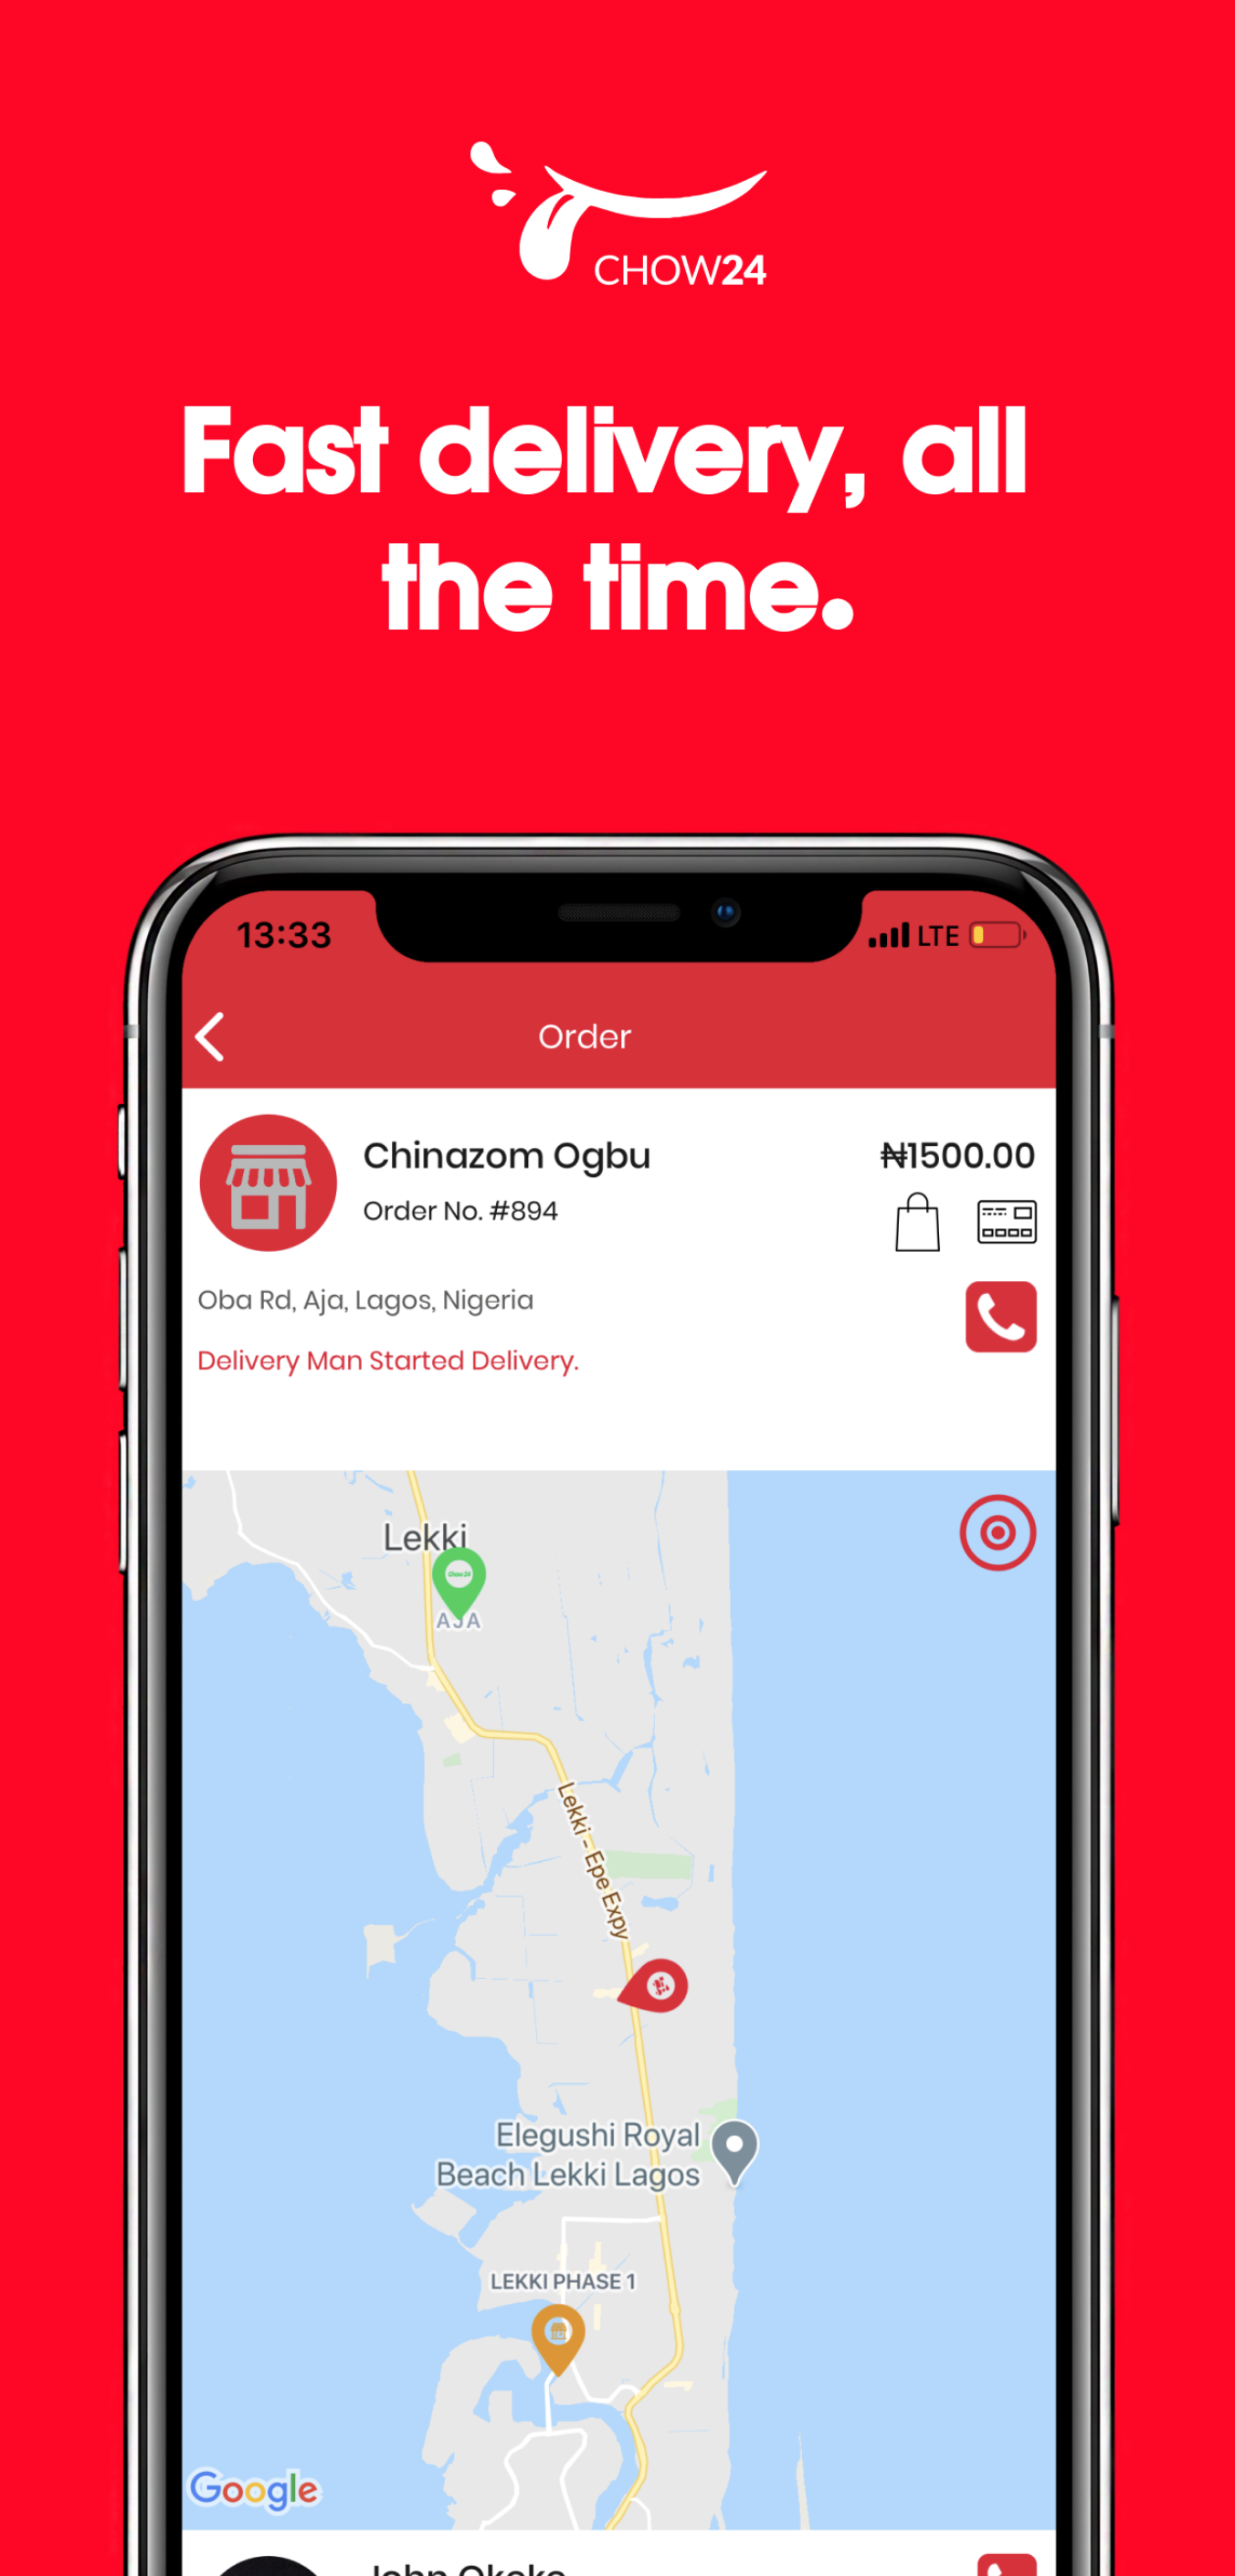 CHOW24
Fast delivery, all
the time.
13:33
LTE
Order
Chinazom Ogbu
₦1500.00
Order No. #894
Oba Rd, Aja, Lagos, Nigeria
Delivery Man Started Delivery.
Lekki
Chow24
AJA
Lekki - Epe Expy
Elegushi Royal
Beach Lekki Lagos
LEKKI PHASE 1
Google